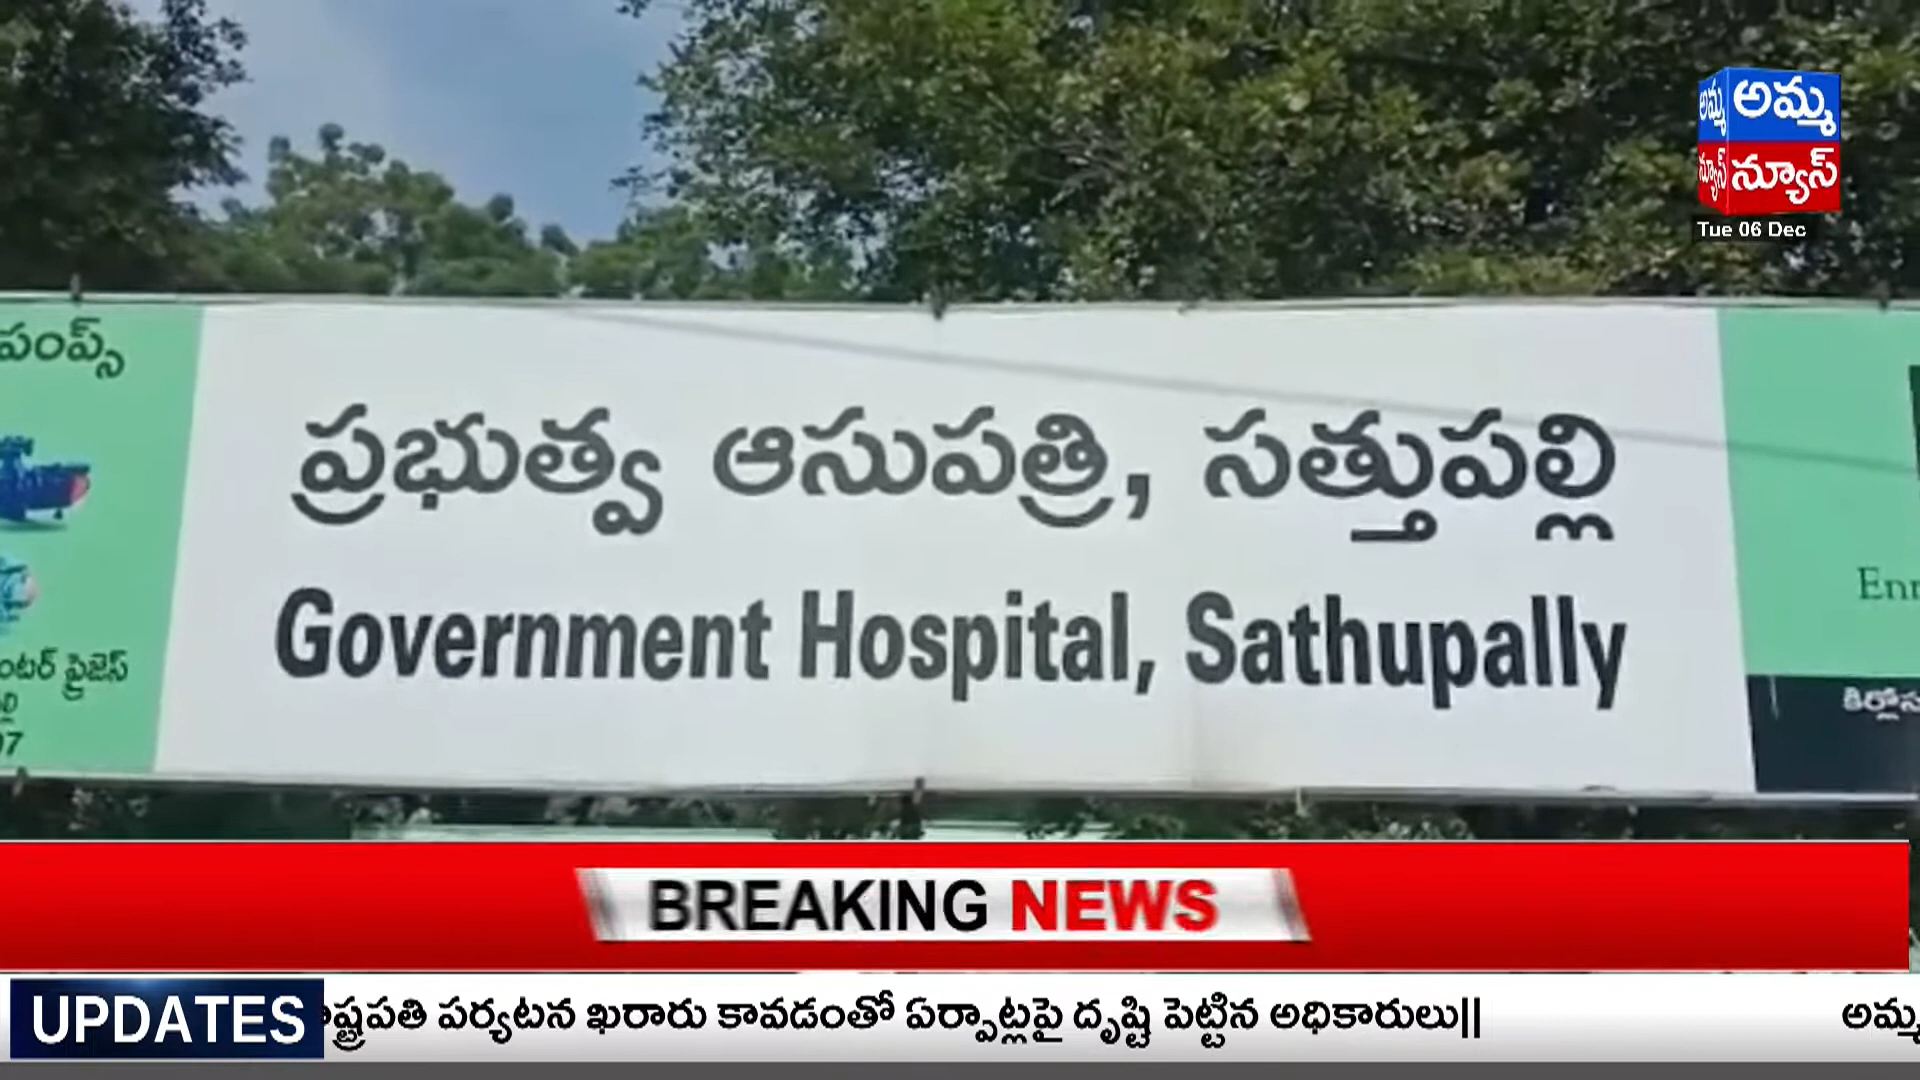 అమ్మ
న్యూస్
అమ్మ
న్యూస్
Tue 06 Dec
పంప్స్
ప్రభుత్వ ఆసుపత్రి, సత్తుపల్లి
Government Hospital, Sathupally
BREAKING NEWS
UPDATES
పర్యటన ఖరారు కావడంతో ఏర్పాట్లపై దృష్టి పెట్టిన అధికారులు||
అమ్మ